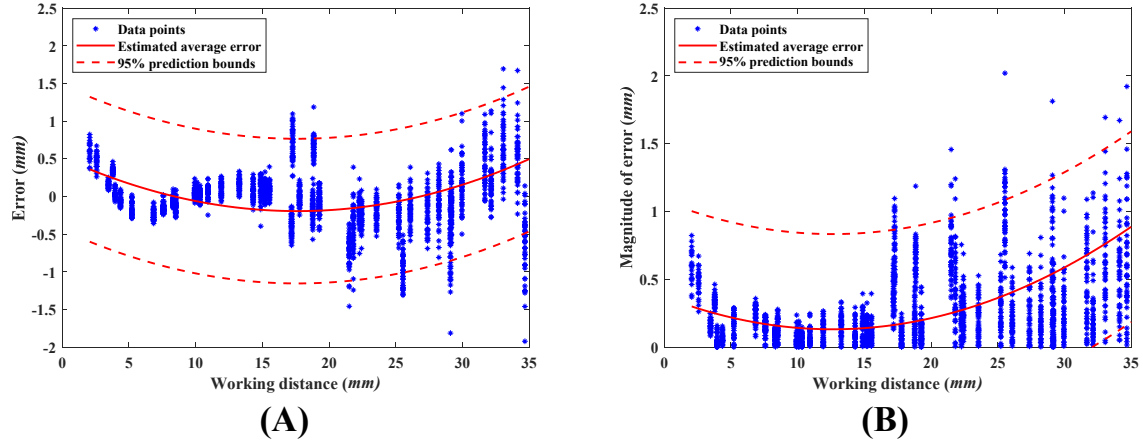 2.5
2
1.5
1
0.5
0
-0.5
-1
-1.5
-2
Error (mm)
Data points
Estimated average error
95% prediction bounds
0 5 10 15 20 25 30 35
Working distance (mm)
(A)
2.5
2
1.5
1
0.5
0
Magnitude of error (mm)
Data points
Estimated average error
95% prediction bounds
0 5 10 15 20 25 30 35
Working distance (mm)
(B)